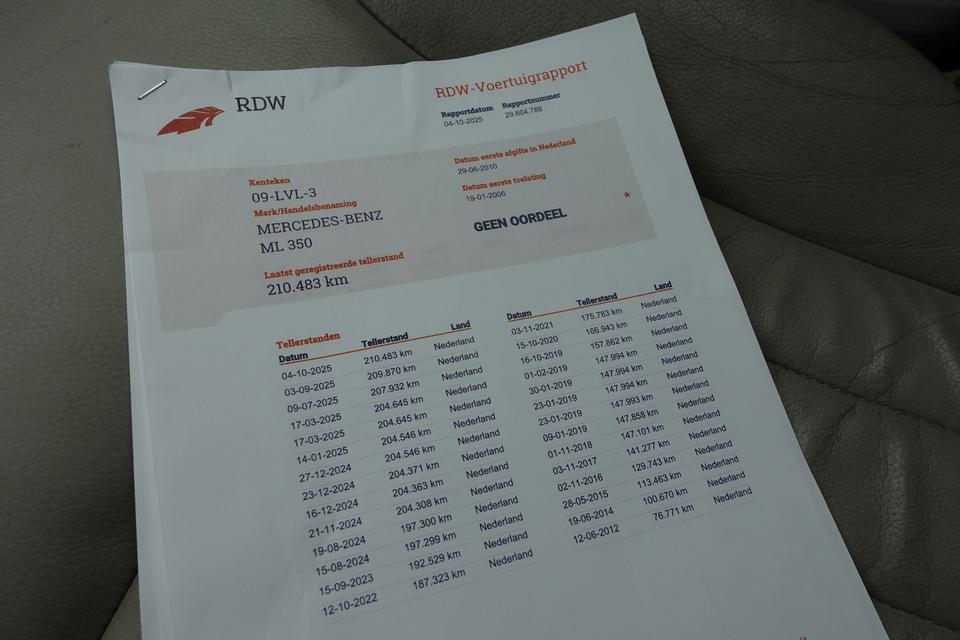 RDW
RDW-Voertuigrapport
Rapportdatum Rapportnummer
04-10-2025 29.604.788
Kenteken
09-LVL-3
Merk/Handelsbenaming
MERCEDES-BENZ
ML 350
Laatst geregistreerde tellerstand
210.483 km
Datum eerste afgifte in Nederland
29-06-2010
Datum eerste toelating
19-01-2006
*
GEEN OORDEEL
Tellerstanden
Datum Tellerstand Land
04-10-2025 210.483 km Nederland
03-09-2025 209.870 km Nederland
09-07-2025 207.932 km Nederland
17-03-2025 204.645 km Nederland
17-03-2025 204.645 km Nederland
14-01-2025 204.546 km Nederland
27-12-2024 204.546 km Nederland
23-12-2024 204.371 km Nederland
16-12-2024 204.363 km Nederland
21-11-2024 204.308 km Nederland
19-08-2024 197.300 km Nederland
15-08-2024 197.299 km Nederland
15-09-2023 192.529 km Nederland
12-10-2022 187.323 km Nederland
Datum Tellerstand Land
03-11-2021 175.783 km Nederland
15-10-2020 166.943 km Nederland
16-10-2019 157.862 km Nederland
01-02-2019 147.994 km Nederland
30-01-2019 147.994 km Nederland
23-01-2019 147.994 km Nederland
23-01-2019 147.993 km Nederland
09-01-2019 147.858 km Nederland
01-11-2018 147.101 km Nederland
03-11-2017 141.277 km Nederland
02-11-2016 129.743 km Nederland
28-05-2015 113.463 km Nederland
19-06-2014 100.670 km Nederland
12-06-2012 76.771 km Nederland